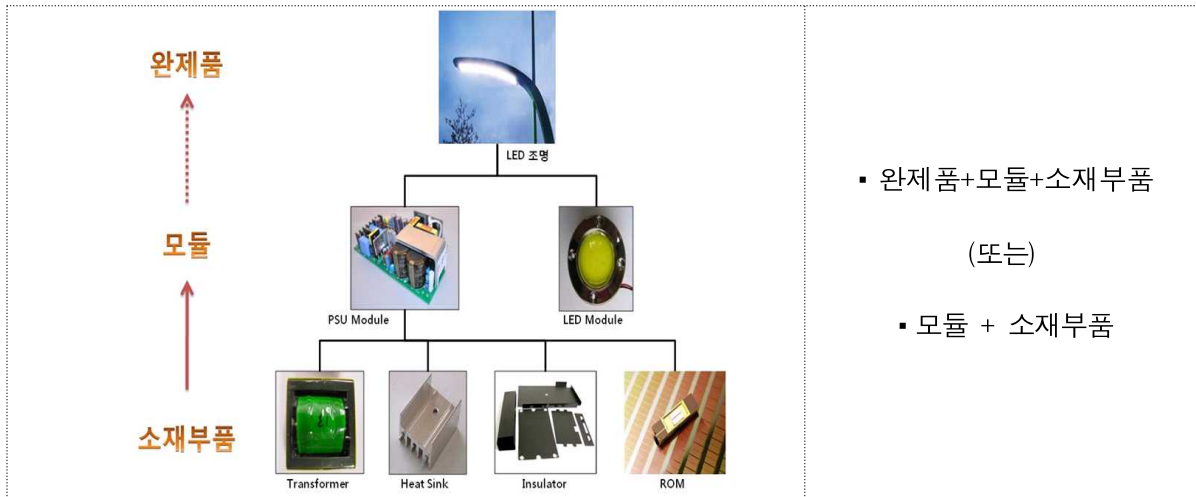 완제품
LED 조명
모듈
PSU Module
LED Module
소재부품
Transformer
Heat Sink
Insulator
ROM
▪ 완제품+모듈+소재부품
(또는)
▪ 모듈 + 소재부품